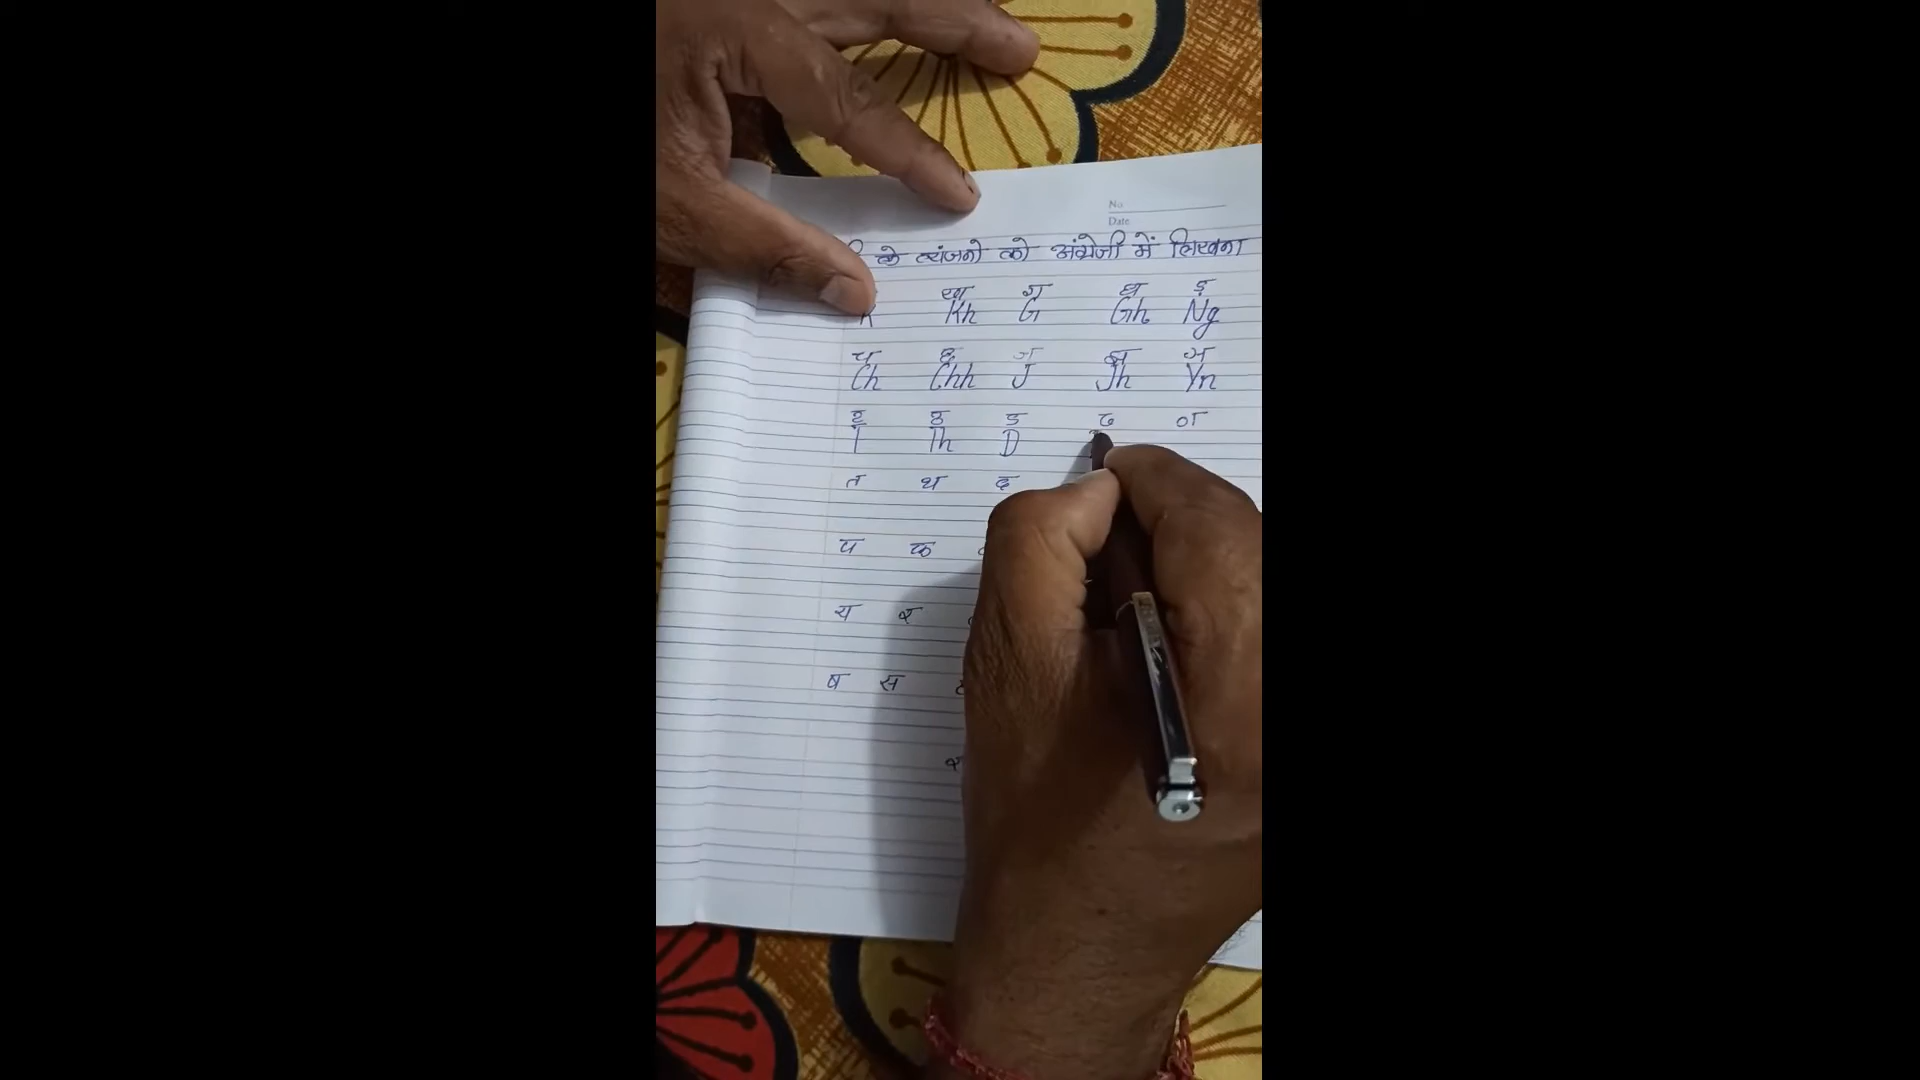 No
Date
के व्यंजनो को अंग्रेजी में लिखना
ख ग घ ङ
K Kh G Gh Ng
च छ ज झ ञ
Ch Chh J Jh Yn
ट ठ ड ढ ण
T Th D
त थ द
प फ
य र
ष स